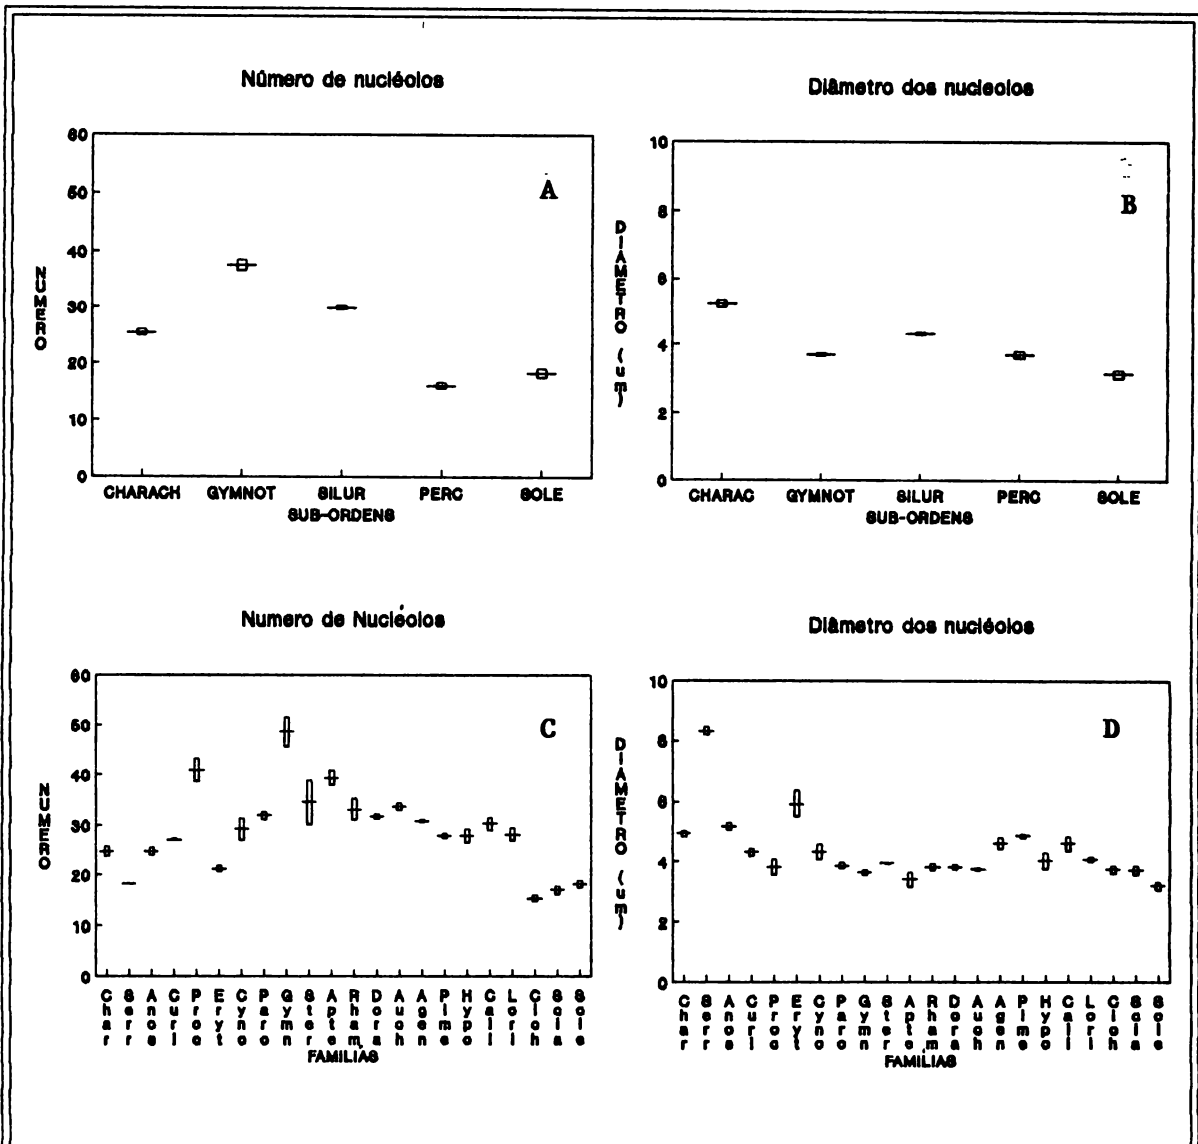 Número de nucléolos
A
NUMERO
60
50
40
30
20
10
0
CHARACH GYMNOT SILUR PERC SOLE
SUB-ORDENS
Diâmetro dos nucleolos
B
DIAMETRO (um)
10
8
6
4
2
0
CHARAC GYMNOT SILUR PERC SOLE
SUB-ORDENS
Numero de Nucléolos
C
NUMERO
60
50
40
30
20
10
0
Char Serr Anos Curi Proc Eryt Cyno Paro Gymn Ster Apte Rham Dora Auch Agen Pime Hypo Call Lori Cich Scia Sole
FAMILIAS
Diâmetro dos nucléolos
D
DIAMETRO (um)
10
8
6
4
2
0
Char Serr Anos Curi Proc Eryt Cyno Paro Gymn Ster Apte Rham Dora Auch Agen Pime Hypo Call Lori Cich Scia Sole
FAMILIAS